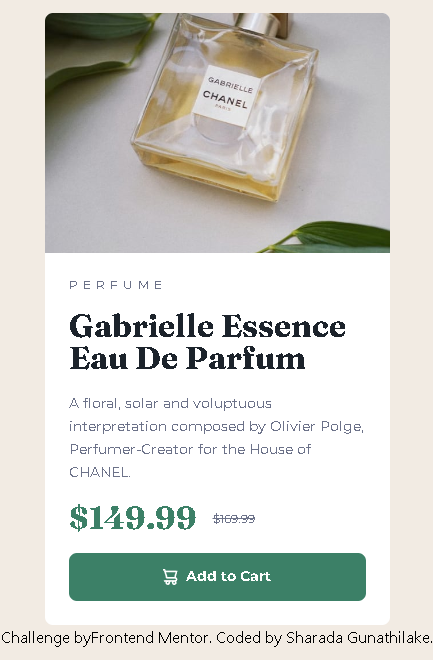 GABRIELLE
CHANEL
PARIS
PERFUME
Gabrielle Essence
Eau De Parfum
A floral, solar and voluptuous
interpretation composed by Olivier Polge,
Perfumer-Creator for the House of
CHANEL.
$149.99 $169.99
Add to Cart
Challenge byFrontend Mentor. Coded by Sharada Gunathilake.